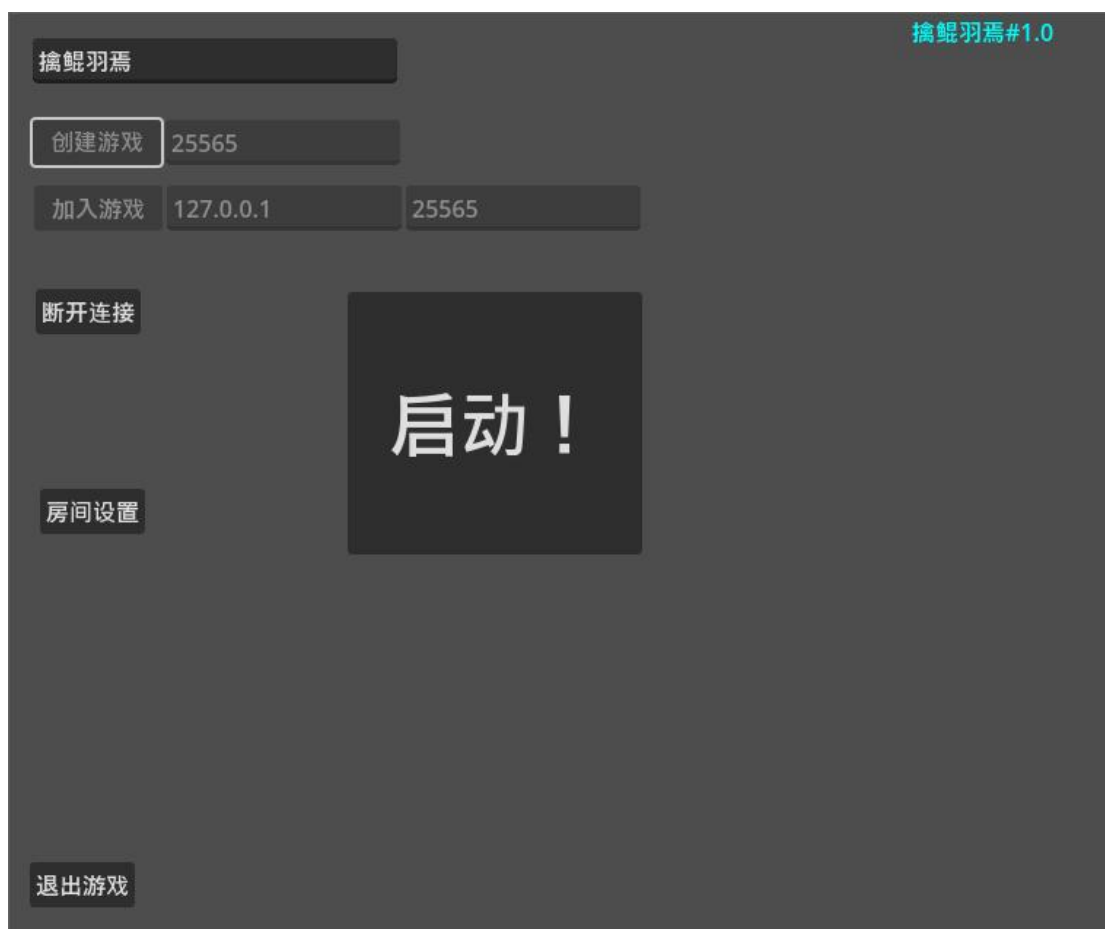 擒鲲羽焉#1.0
擒鲲羽焉
创建游戏 25565
加入游戏 127.0.0.1 25565
断开连接
启动！
房间设置
退出游戏